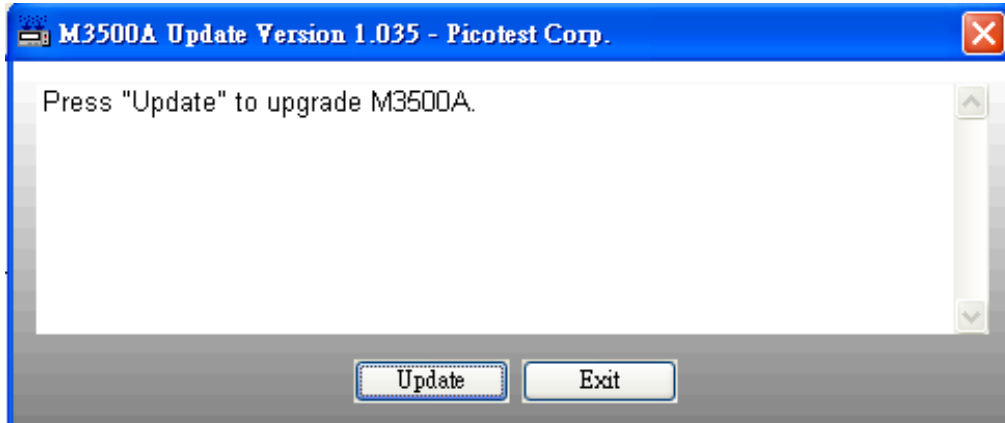 M3500A Update Version 1.035 - Picotest Corp.
Press "Update" to upgrade M3500A.
Update
Exit